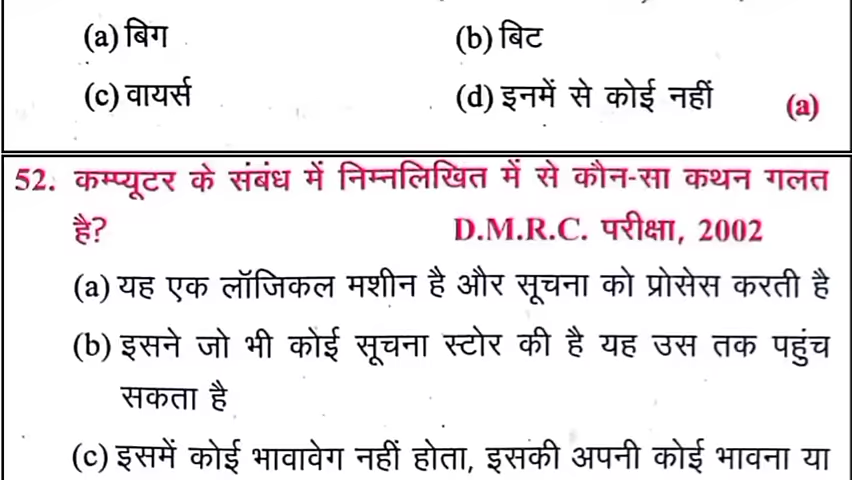 (a) बिग (b) बिट
(c) वायर्स (d) इनमें से कोई नहीं (a)
52. कम्प्यूटर के संबंध में निम्नलिखित में से कौन-सा कथन गलत
है? D.M.R.C. परीक्षा, 2002
(a) यह एक लॉजिकल मशीन है और सूचना को प्रोसेस करती है
(b) इसने जो भी कोई सूचना स्टोर की है यह उस तक पहुंच
सकता है
(c) इसमें कोई भावावेग नहीं होता, इसकी अपनी कोई भावना या